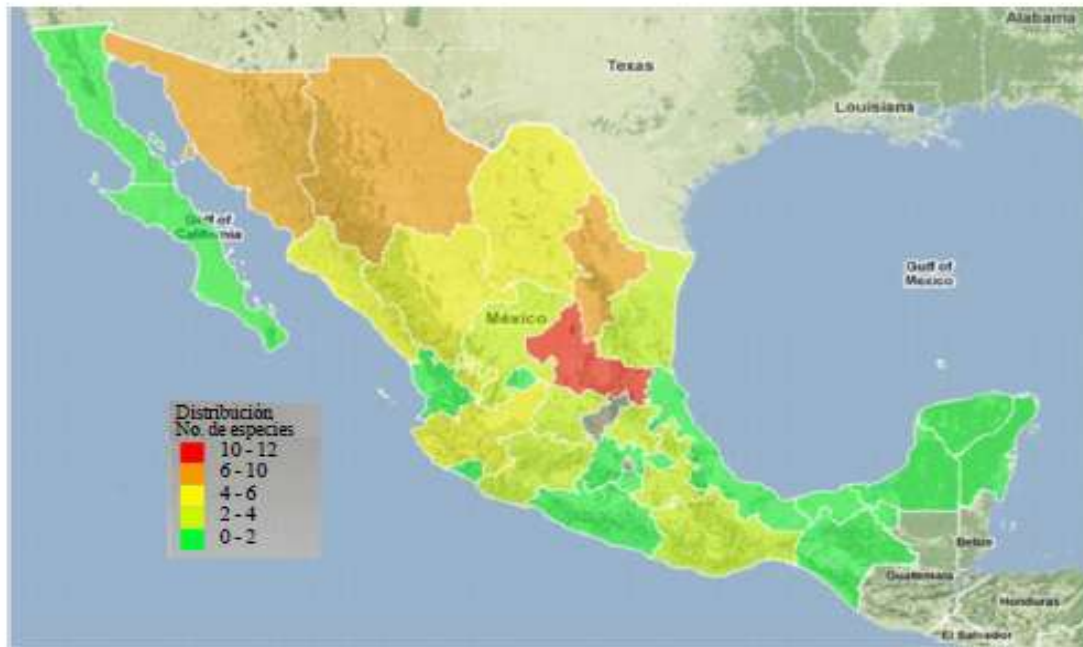 Alabama
Texas
Louisiana
Gulf of
California
Gulf of
Mexico
México
Distribución
No. de especies
10 - 12
6 - 10
4 - 6
2 - 4
0 - 2
Belize
Guatemala
Honduras
El Salvador